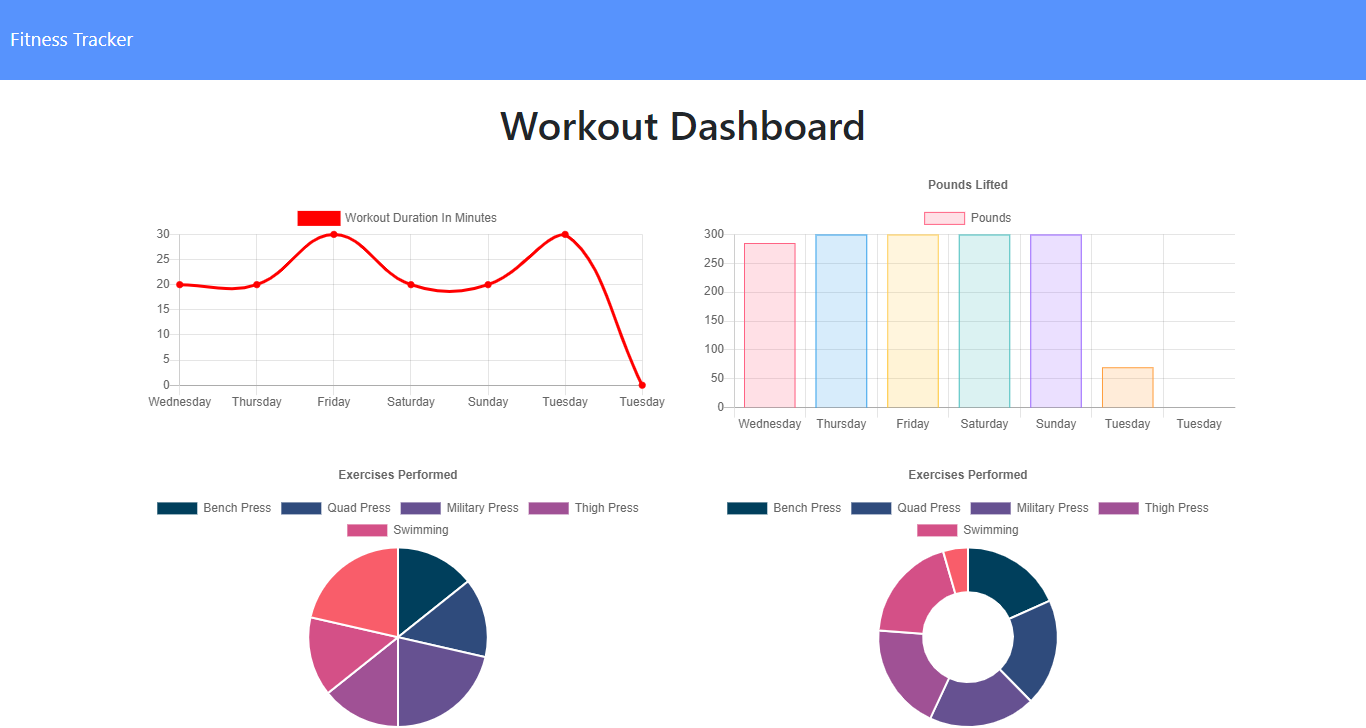 Fitness Tracker
Workout Dashboard
Workout Duration In Minutes
30
25
20
15
10
5
0
Wednesday Thursday Friday Saturday Sunday Tuesday Tuesday
Pounds Lifted
Pounds
300
250
200
150
100
50
0
Wednesday Thursday Friday Saturday Sunday Tuesday Tuesday
Exercises Performed
Bench Press Quad Press Military Press Thigh Press
Swimming
Exercises Performed
Bench Press Quad Press Military Press Thigh Press
Swimming